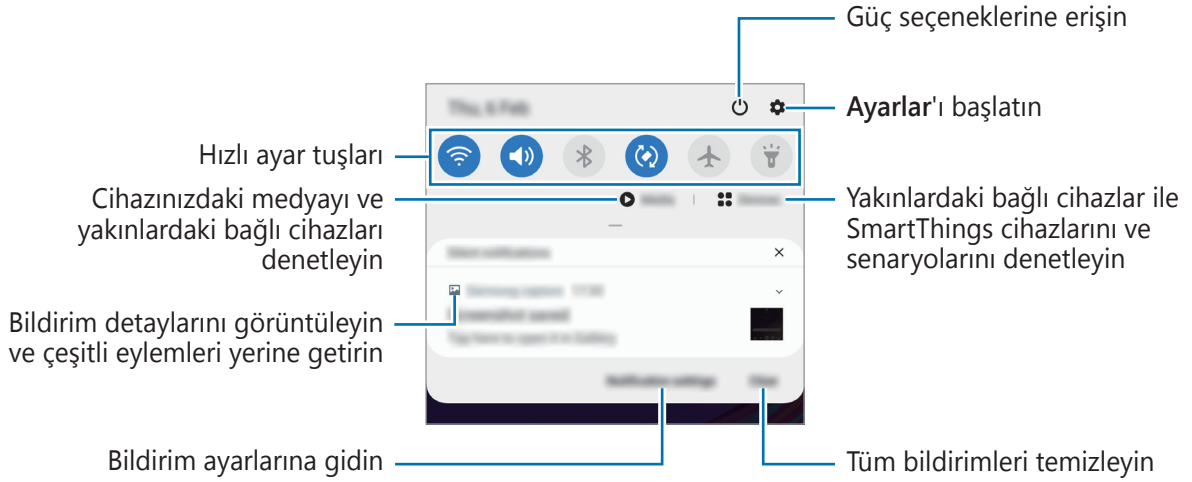 Güç seçeneklerine erişin
Ayarlar'ı başlatın
Hızlı ayar tuşları
Cihazınızdaki medyayı ve
yakınlardaki bağlı cihazları
denetleyin
Yakınlardaki bağlı cihazlar ile
SmartThings cihazlarını ve
senaryolarını denetleyin
Bildirim detaylarını görüntüleyin
ve çeşitli eylemleri yerine getirin
Bildirim ayarlarına gidin
Tüm bildirimleri temizleyin